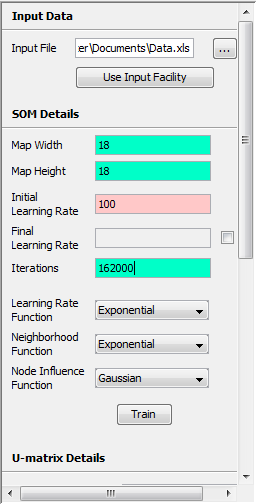 Input Data
Input File er\Documents\Data.xls ...
Use Input Facility
SOM Details
Map Width 18
Map Height 18
Initial
Learning Rate 100
Final
Learning Rate
Iterations 162000
Learning Rate
Function Exponential
Neighborhood
Function Exponential
Node Influence
Function Gaussian
Train
U-matrix Details